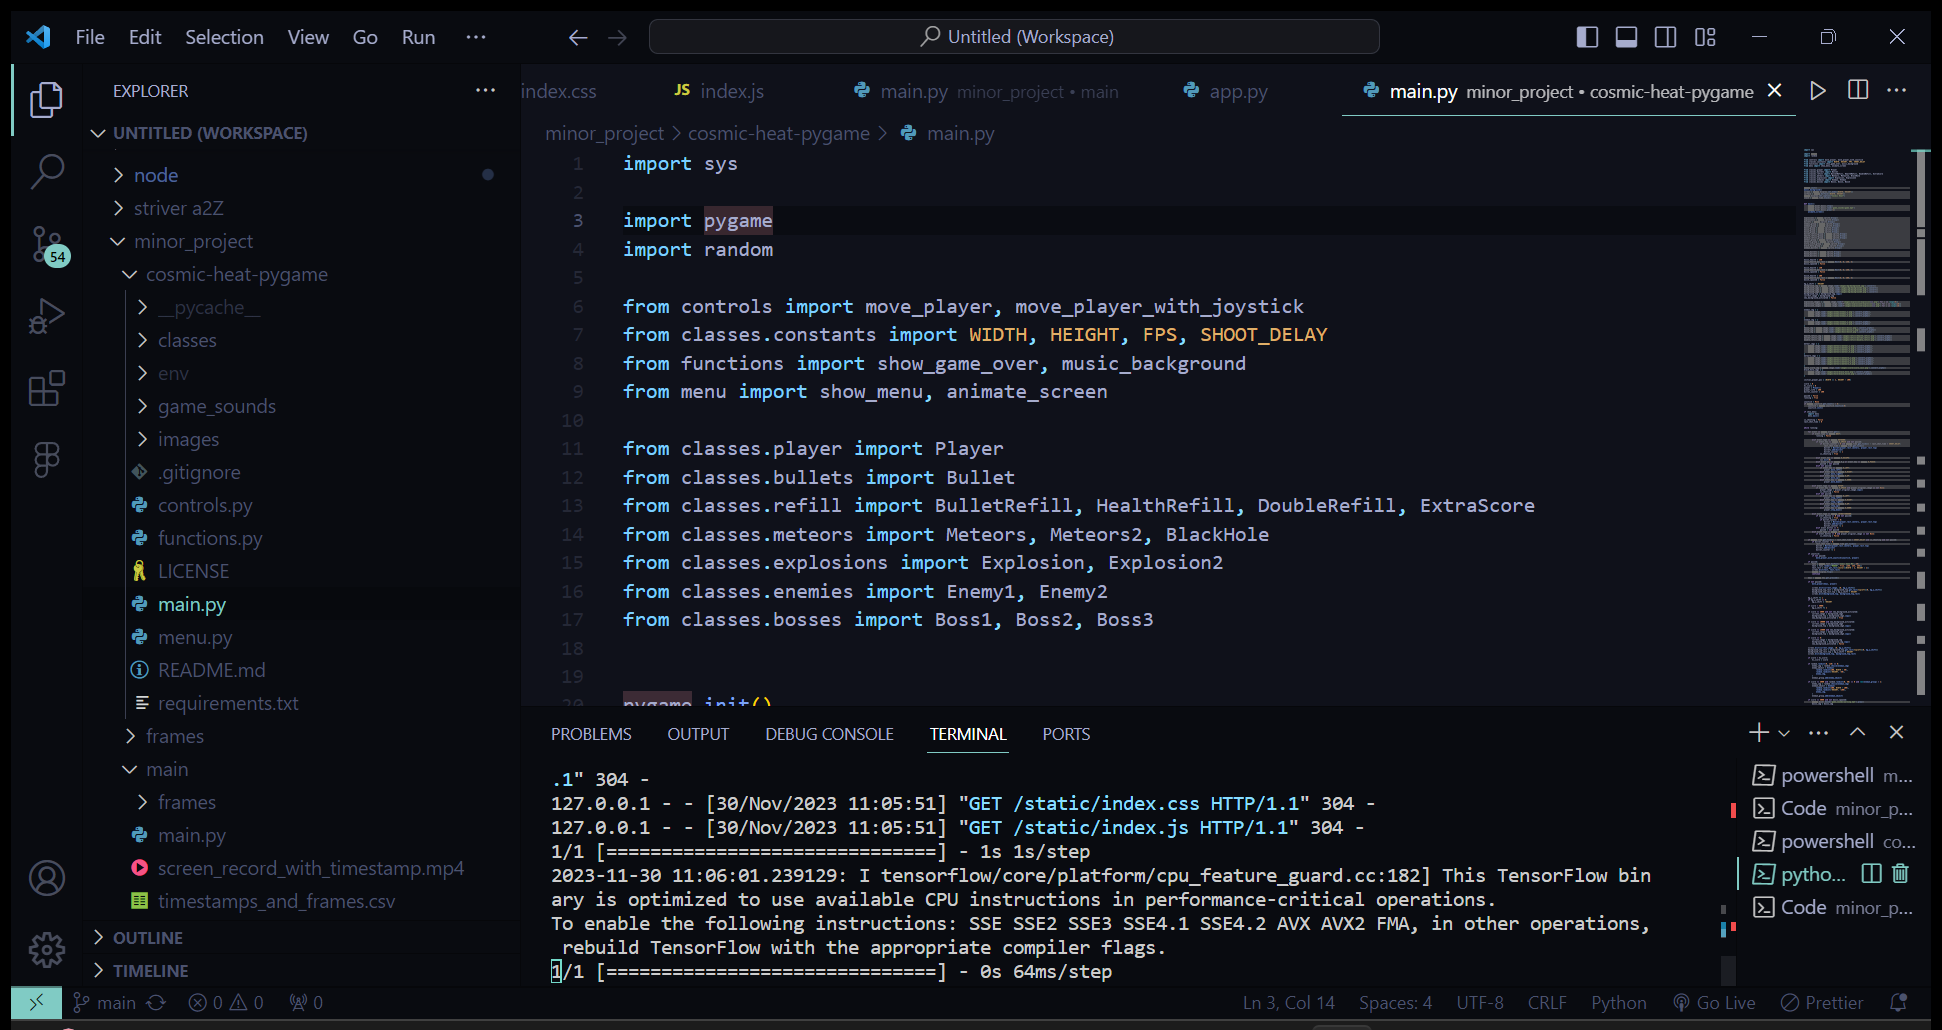 File Edit Selection View Go Run ···
Untitled (Workspace)
EXPLORER
index.css
JS index.js
main.py minor_project • main
app.py
main.py minor_project • cosmic-heat-pygame
UNTITLED (WORKSPACE)
minor_project > cosmic-heat-pygame > main.py
node
striver a2Z
minor_project
cosmic-heat-pygame
__pycache__
classes
env
game_sounds
images
.gitignore
controls.py
functions.py
LICENSE
main.py
menu.py
README.md
requirements.txt
frames
main
frames
main.py
screen_record_with_timestamp.mp4
timestamps_and_frames.csv
OUTLINE
TIMELINE
54
1 import sys
2
3 import pygame
4 import random
5
6 from controls import move_player, move_player_with_joystick
7 from classes.constants import WIDTH, HEIGHT, FPS, SHOOT_DELAY
8 from functions import show_game_over, music_background
9 from menu import show_menu, animate_screen
10
11 from classes.player import Player
12 from classes.bullets import Bullet
13 from classes.refill import BulletRefill, HealthRefill, DoubleRefill, ExtraScore
14 from classes.meteors import Meteors, Meteors2, BlackHole
15 from classes.explosions import Explosion, Explosion2
16 from classes.enemies import Enemy1, Enemy2
17 from classes.bosses import Boss1, Boss2, Boss3
18
19
20 pygame.init()
PROBLEMS OUTPUT DEBUG CONSOLE TERMINAL PORTS
.1" 304 -
127.0.0.1 - - [30/Nov/2023 11:05:51] "GET /static/index.css HTTP/1.1" 304 -
127.0.0.1 - - [30/Nov/2023 11:05:51] "GET /static/index.js HTTP/1.1" 304 -
1/1 [==============================] - 1s 1s/step
2023-11-30 11:06:01.239129: I tensorflow/core/platform/cpu_feature_guard.cc:182] This TensorFlow bin
ary is optimized to use available CPU instructions in performance-critical operations.
To enable the following instructions: SSE SSE2 SSE3 SSE4.1 SSE4.2 AVX AVX2 FMA, in other operations,
rebuild TensorFlow with the appropriate compiler flags.
1/1 [==============================] - 0s 64ms/step
powershell m...
Code minor_p...
powershell co...
pytho...
Code minor_p...
main 0 0 0
Ln 3, Col 14 Spaces: 4 UTF-8 CRLF Python Go Live Prettier